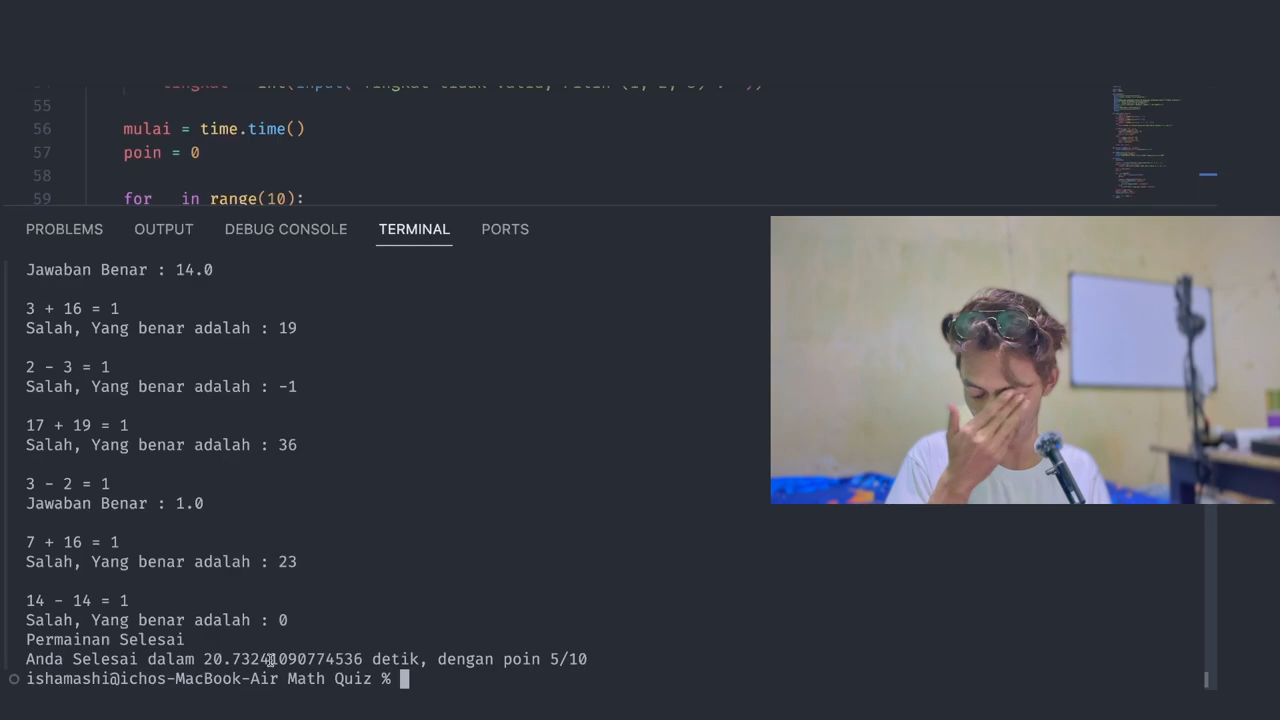 55
56 mulai = time.time()
57 poin = 0
58
59 for in range(10):
PROBLEMS OUTPUT DEBUG CONSOLE TERMINAL PORTS
Jawaban Benar : 14.0
3 + 16 = 1
Salah, Yang benar adalah : 19
2 - 3 = 1
Salah, Yang benar adalah : -1
17 + 19 = 1
Salah, Yang benar adalah : 36
3 - 2 = 1
Jawaban Benar : 1.0
7 + 16 = 1
Salah, Yang benar adalah : 23
14 - 14 = 1
Salah, Yang benar adalah : 0
Permainan Selesai
Anda Selesai dalam 20.73241090774536 detik, dengan poin 5/10
ishamashi@ichos-MacBook-Air Math Quiz %